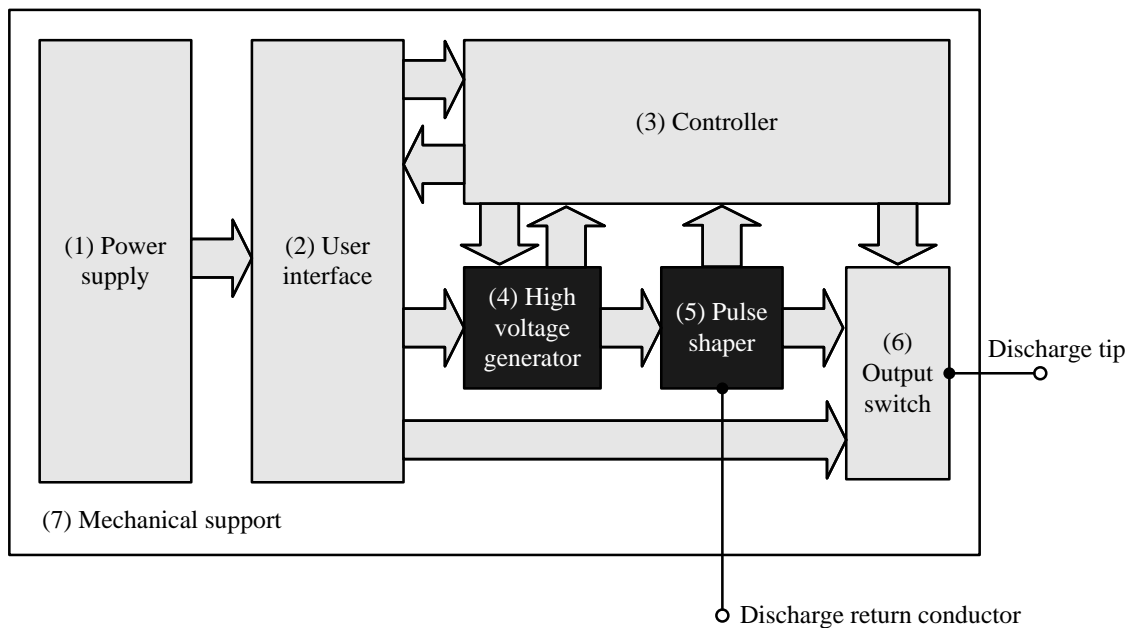 (1) Power
supply
(2) User
interface
(3) Controller
(4) High
voltage
generator
(5) Pulse
shaper
(6)
Output
switch
Discharge tip
(7) Mechanical support
Discharge return conductor